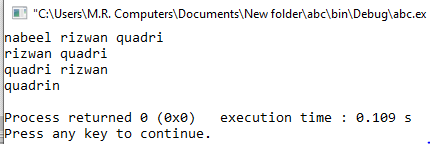 "C:\Users\M.R. Computers\Documents\New folder\abc\bin\Debug\abc.ex
nabeel rizwan quadri
rizwan quadri
quadri rizwan
quadrin
Process returned 0 (0x0)   execution time : 0.109 s
Press any key to continue.